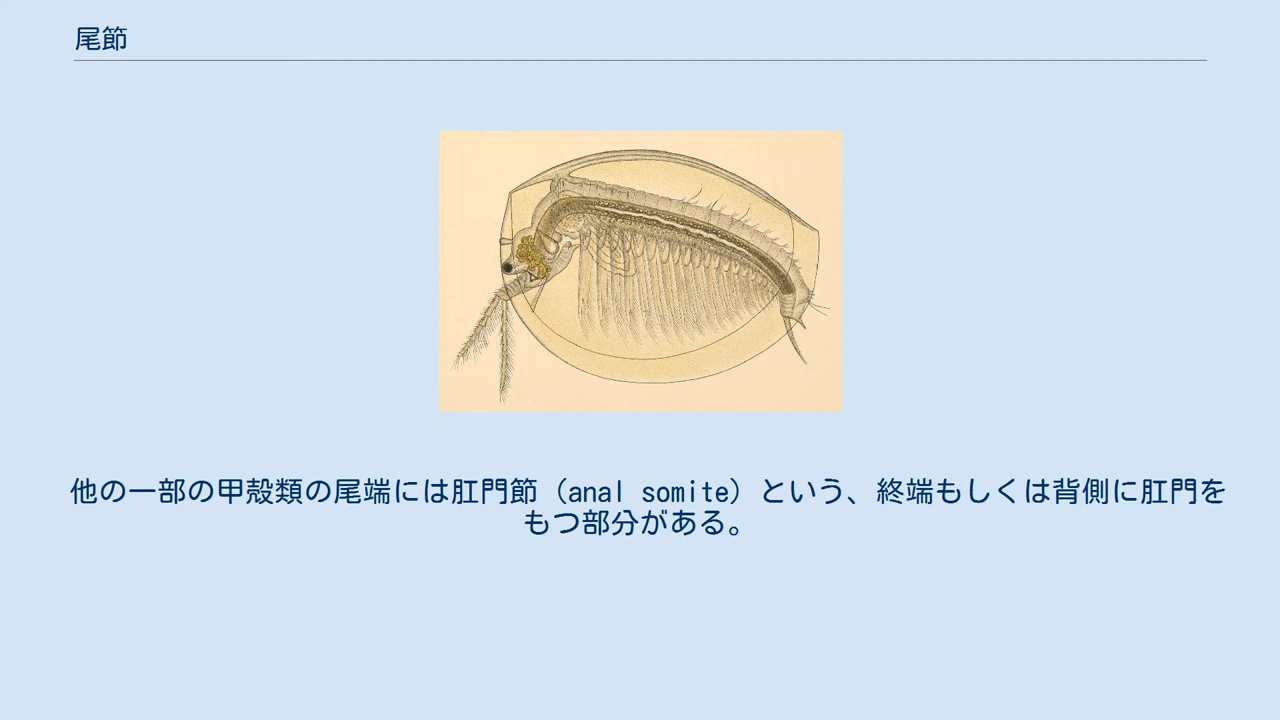 尾節
他の一部の甲殻類の尾端には肛門節（anal somite）という、終端もしくは背側に肛門を
もつ部分がある。